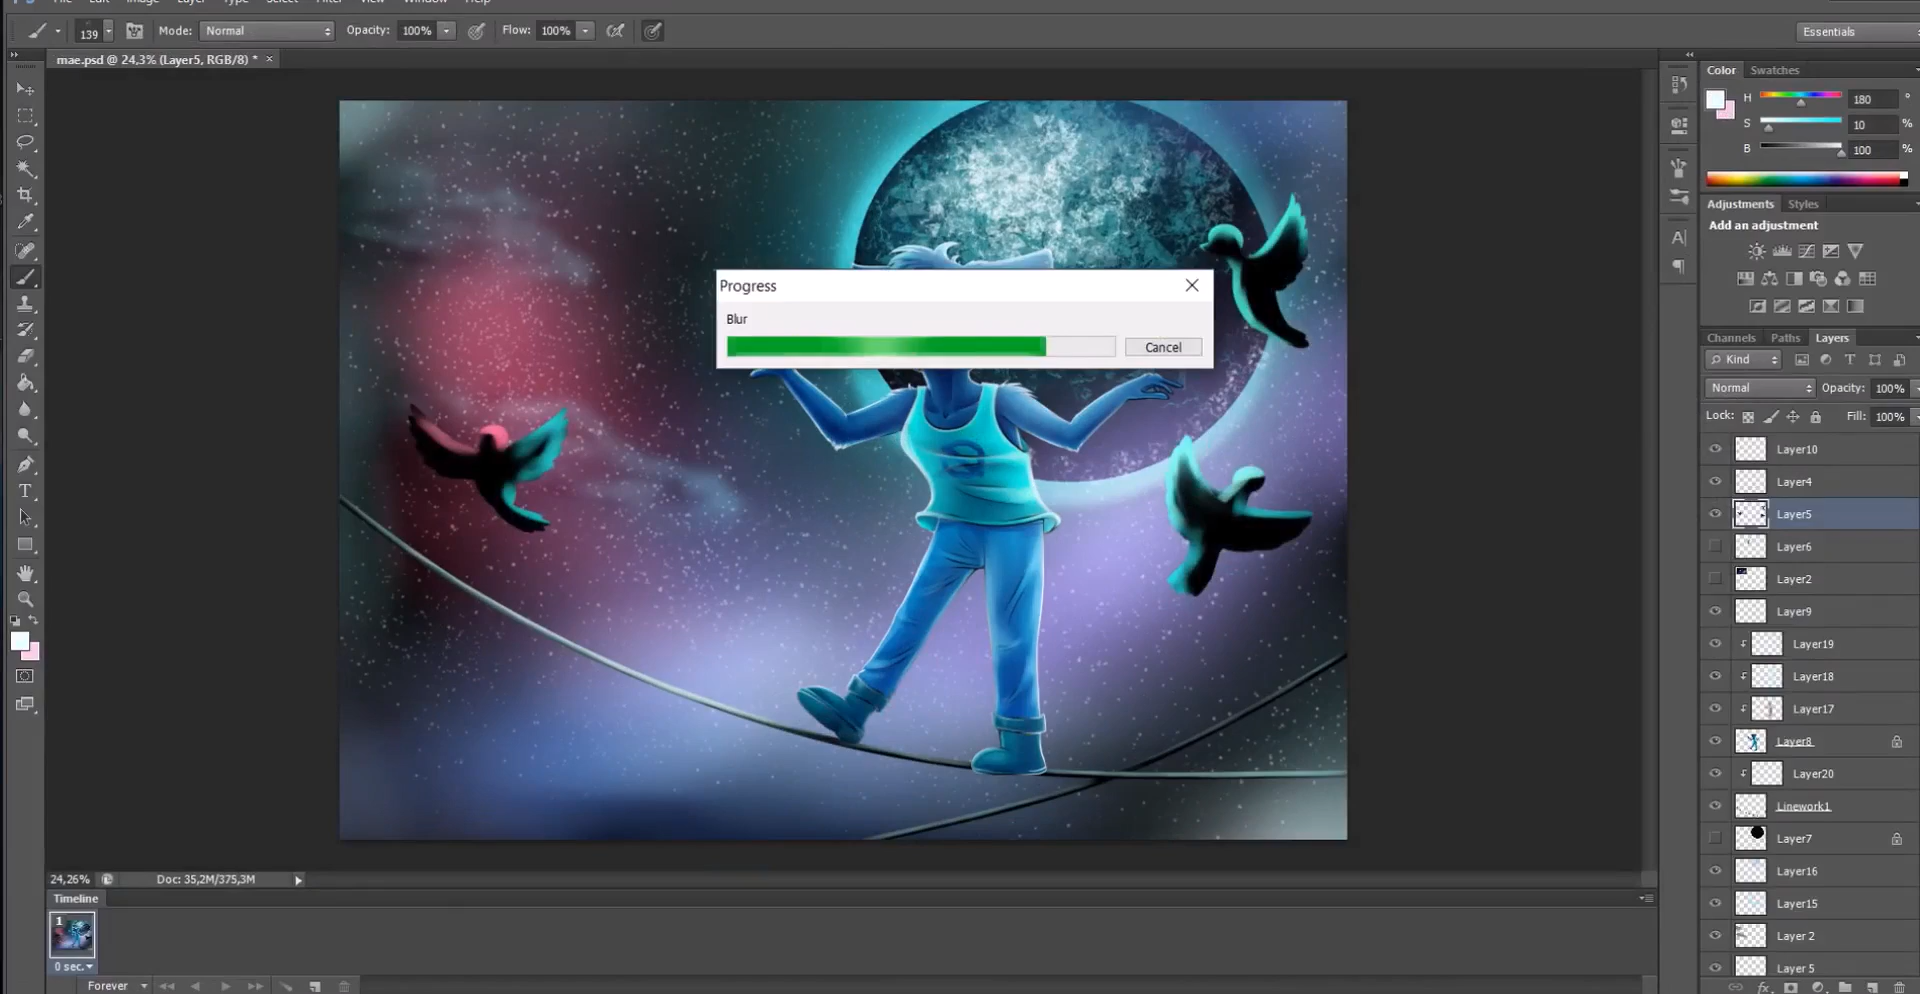 File Edit Image Layer Type Select Filter View Window Help
139 Mode: Normal Opacity: 100% Flow: 100% Essentials
mae.psd @ 24,3% (Layer5, RGB/8) * ×
Color Swatches
H 180 °
S 10 %
B 100 %
Adjustments Styles
Add an adjustment
Progress
Blur
Cancel
Channels Paths Layers
Kind
Normal Opacity: 100%
Lock: Fill: 100%
Layer10
Layer4
Layer5
Layer6
Layer2
Layer9
Layer19
Layer18
Layer17
Layer8
Layer20
Linework1
Layer7
Layer16
Layer15
Layer 2
Layer 5
24,26% Doc: 35,2M/375,3M
Timeline
1
0 sec.
Forever